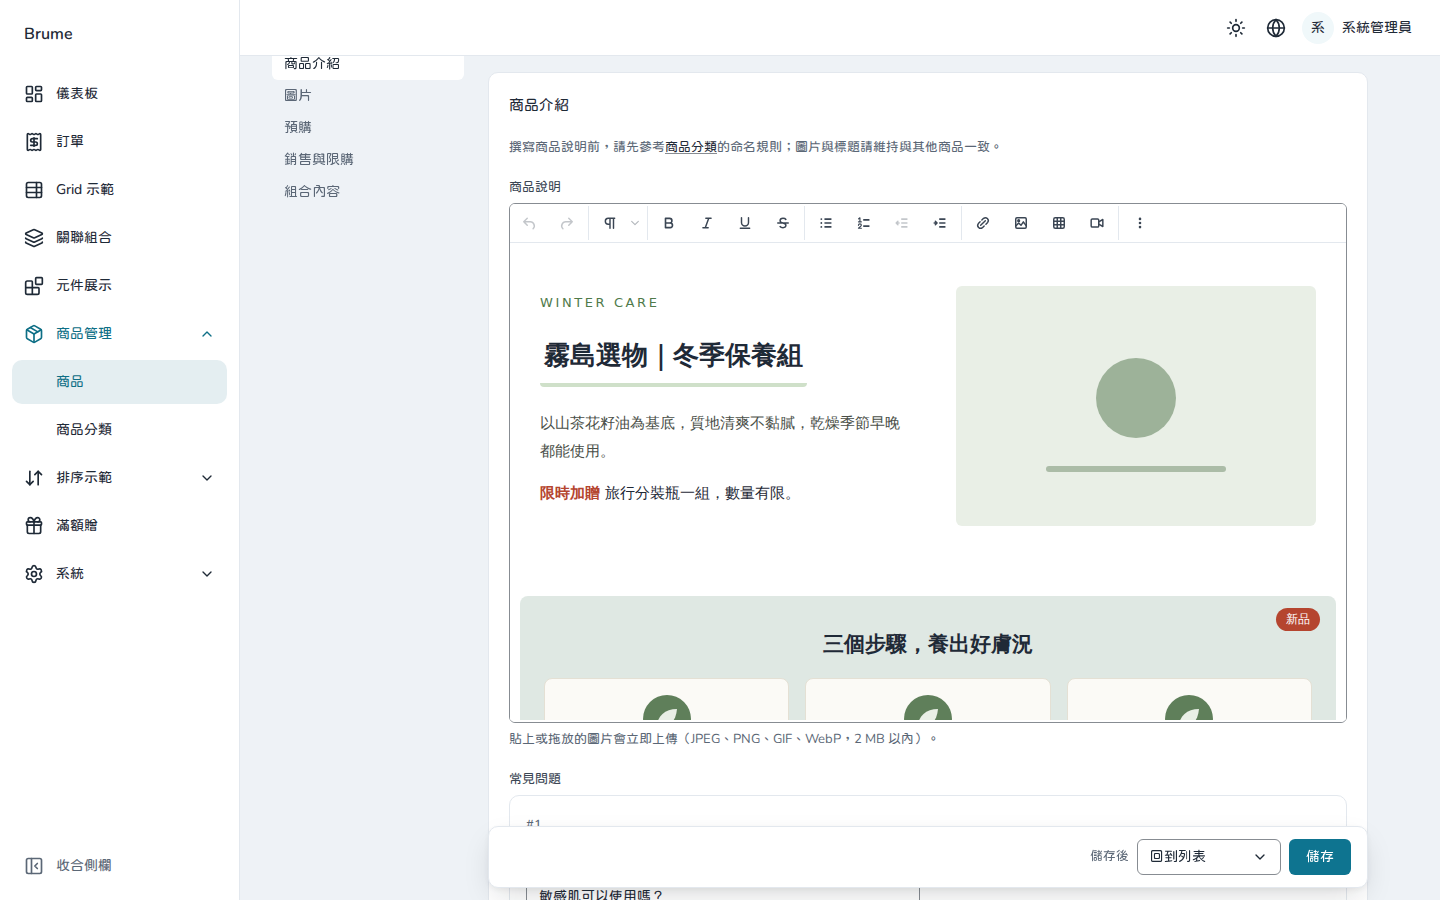 Brume
系
系統管理員
儀表板
訂單
Grid 示範
關聯組合
元件展示
商品管理
商品
商品分類
排序示範
滿額贈
系統
收合側欄
商品介紹
圖片
預購
銷售與限購
組合內容
商品介紹
撰寫商品說明前，請先參考商品分類的命名規則；圖片與標題請維持與其他商品一致。
商品說明
WINTER CARE
霧島選物｜冬季保養組
以山茶花籽油為基底，質地清爽不黏膩，乾燥季節早晚
都能使用。
限時加贈 旅行分裝瓶一組，數量有限。
新品
三個步驟，養出好膚況
貼上或拖放的圖片會立即上傳（JPEG、PNG、GIF、WebP，2 MB 以內）。
常見問題
#1
儲存後
回到列表
儲存
敏感肌可以使用嗎？